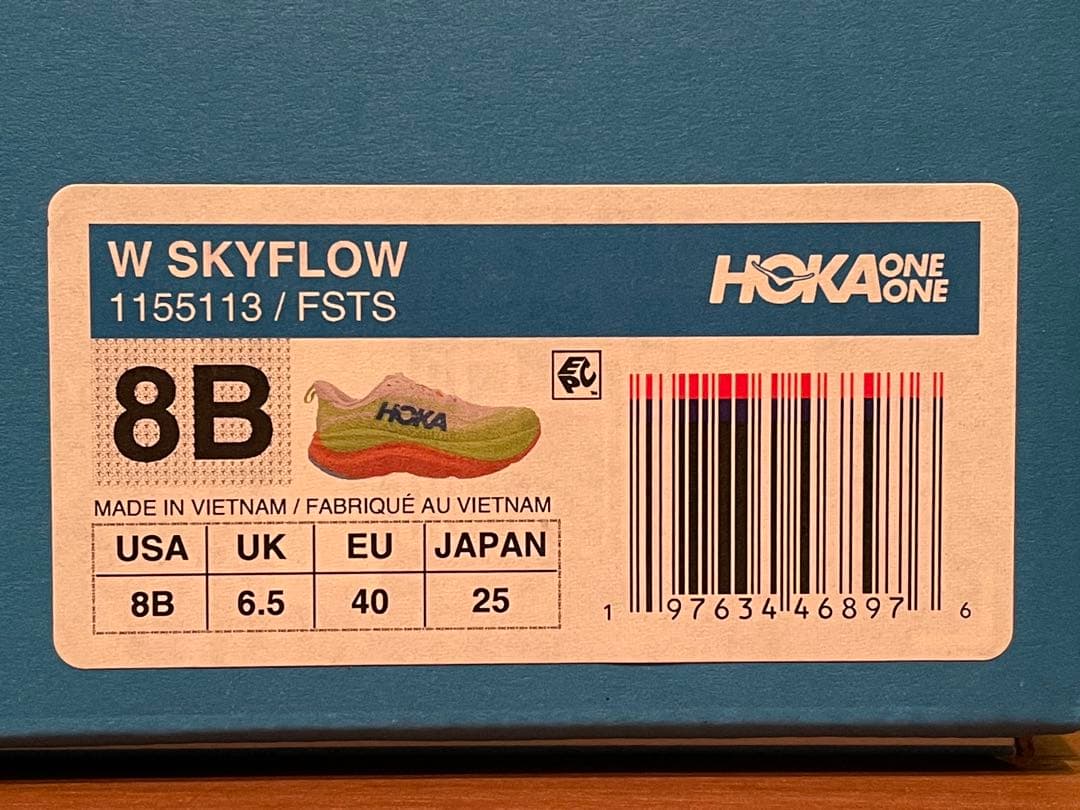 W SKYFLOW
1155113 / FSTS
HOKA ONE ONE
8B
HOKA
EPC
MADE IN VIETNAM / FABRIQUÉ AU VIETNAM
USA UK EU JAPAN
8B 6.5 40 25
1 97634 46897 6